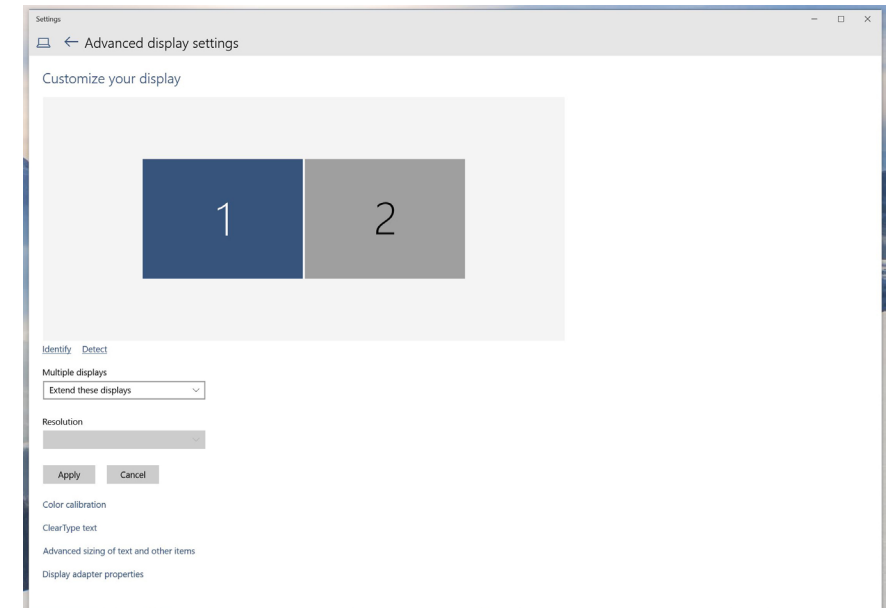 Settings
Advanced display settings
Customize your display
1 2
Identify Detect
Multiple displays
Extend these displays
Resolution
Apply Cancel
Color calibration
ClearType text
Advanced sizing of text and other items
Display adapter properties